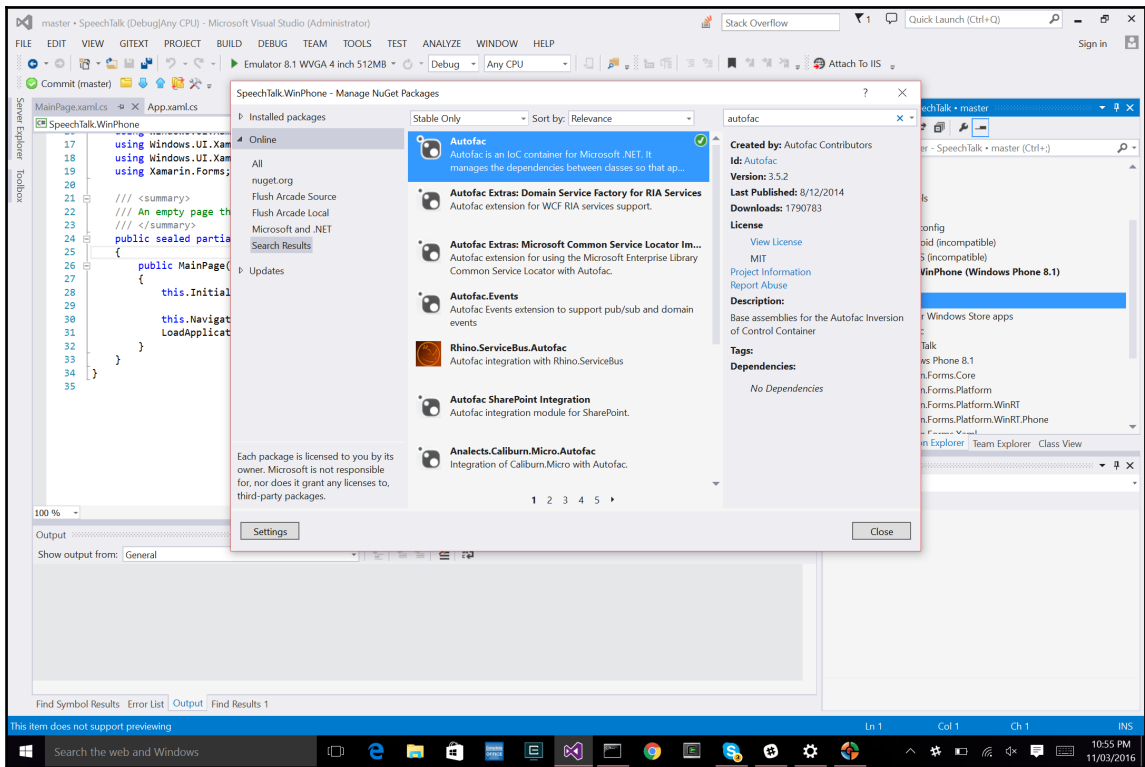 master • SpeechTalk (Debug|Any CPU) - Microsoft Visual Studio (Administrator)
Stack Overflow
1
Quick Launch (Ctrl+Q)
FILE EDIT VIEW GITEXT PROJECT BUILD DEBUG TEAM TOOLS TEST ANALYZE WINDOW HELP
Sign in
Emulator 8.1 WVGA 4 inch 512MB
Debug
Any CPU
Attach To IIS
Commit (master)
Server Explorer
Toolbox
MainPage.xaml.cs
App.xaml.cs
SpeechTalk.WinPhone
17 using Windows.UI.Xam
18 using Windows.UI.Xam
19 using Xamarin.Forms;
20
21 /// <summary>
22 /// An empty page th
23 /// </summary>
24 public sealed partia
25 {
26 public MainPage(
27 {
28 this.Initial
29
30 this.Navigat
31 LoadApplicat
32 }
33 }
34 }
35
100 %
SpeechTalk.WinPhone - Manage NuGet Packages
?
Installed packages
Online
All
nuget.org
Flush Arcade Source
Flush Arcade Local
Microsoft and .NET
Search Results
Updates
Each package is licensed to you by its
owner. Microsoft is not responsible
for, nor does it grant any licenses to,
third-party packages.
Settings
Stable Only
Sort by: Relevance
Autofac
Autofac is an IoC container for Microsoft .NET. It
manages the dependencies between classes so that ap...
Autofac Extras: Domain Service Factory for RIA Services
Autofac extension for WCF RIA services support.
Autofac Extras: Microsoft Common Service Locator Im...
Autofac extension for using the Microsoft Enterprise Library
Common Service Locator with Autofac.
Autofac.Events
Autofac Events extension to support pub/sub and domain
events
Rhino.ServiceBus.Autofac
Autofac integration with Rhino.ServiceBus
Autofac SharePoint Integration
Autofac integration module for SharePoint.
Analects.Caliburn.Micro.Autofac
Integration of Caliburn.Micro with Autofac.
1 2 3 4 5
autofac
Created by: Autofac Contributors
Id: Autofac
Version: 3.5.2
Last Published: 8/12/2014
Downloads: 1790783
License
View License
MIT
Project Information
Report Abuse
Description:
Base assemblies for the Autofac Inversion
of Control Container
Tags:
Dependencies:
No Dependencies
Close
echTalk • master
er - SpeechTalk • master (Ctrl+;)
ls
config
oid (incompatible)
S (incompatible)
WinPhone (Windows Phone 8.1)
r Windows Store apps
c
Talk
ws Phone 8.1
n.Forms.Core
n.Forms.Platform
n.Forms.Platform.WinRT
n.Forms.Platform.WinRT.Phone
on Explorer Team Explorer Class View
Output
Show output from: General
Find Symbol Results Error List Output Find Results 1
This item does not support previewing
Ln 1 Col 1 Ch 1 INS
Search the web and Windows
10:55 PM
11/03/2016